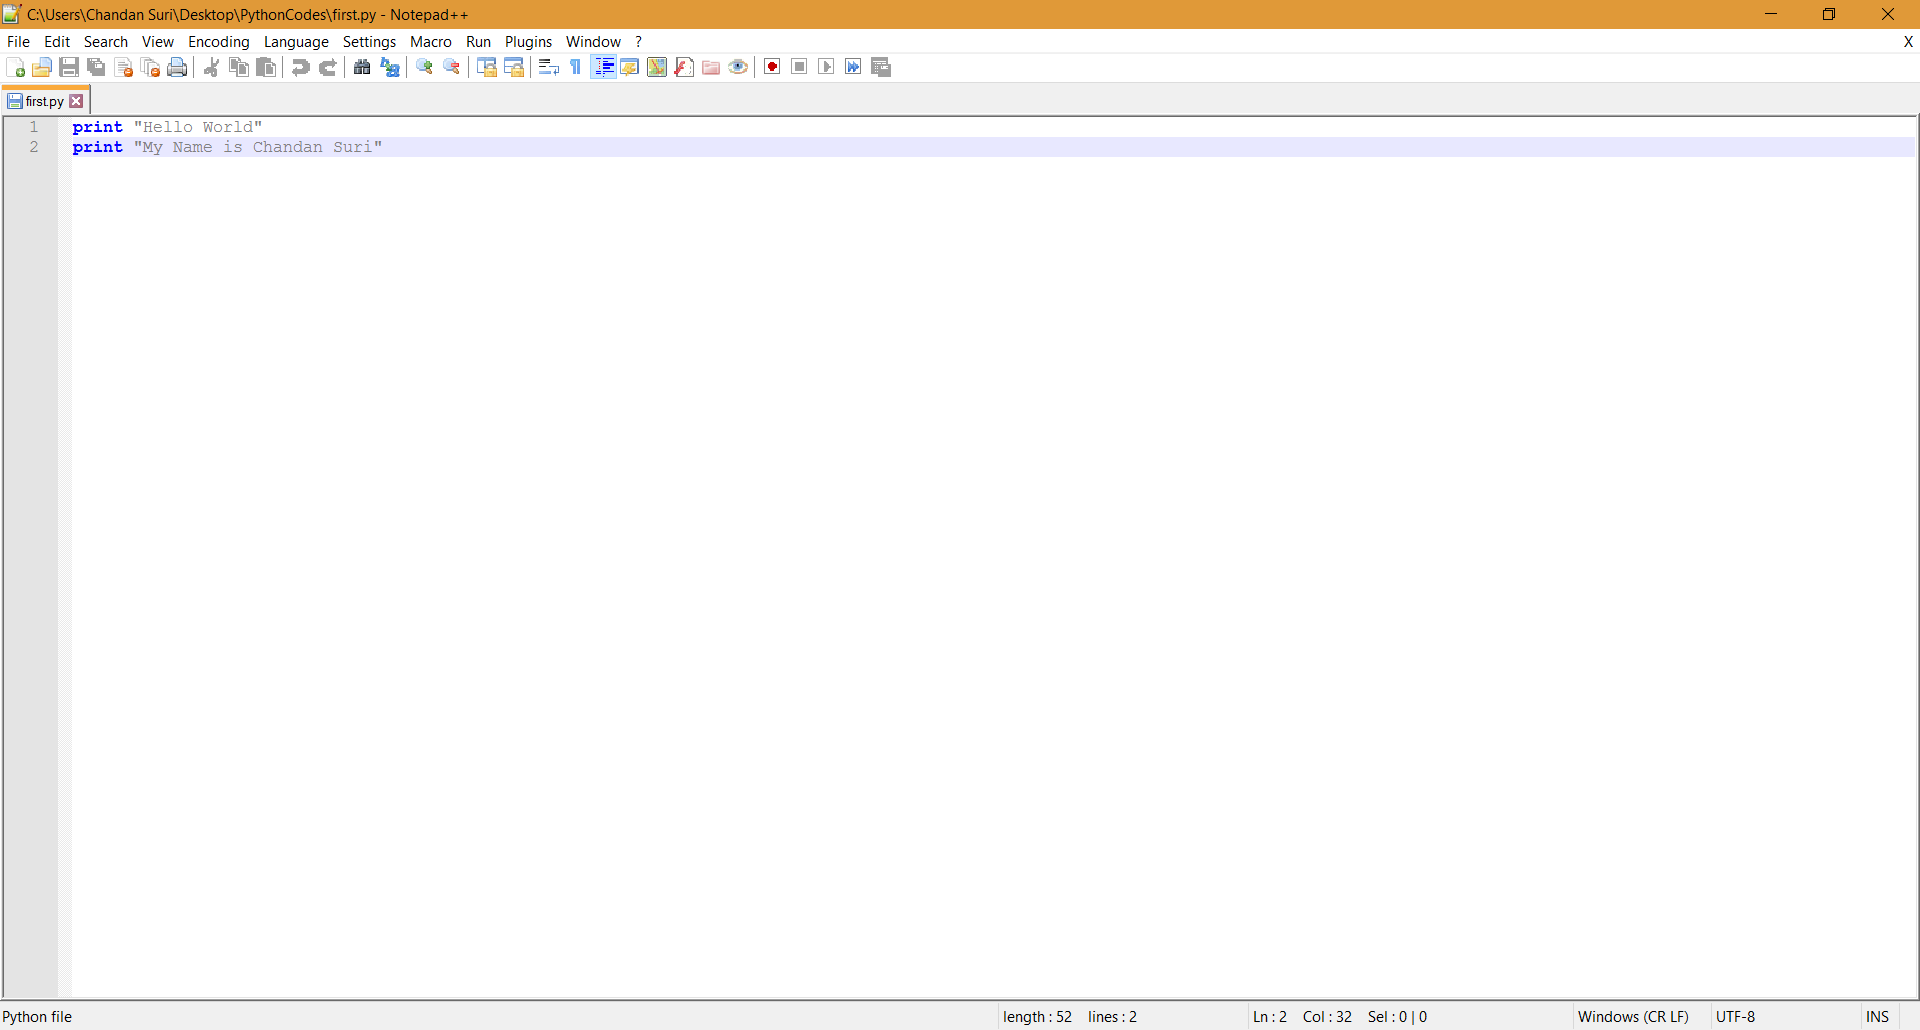 C:\Users\Chandan Suri\Desktop\PythonCodes\first.py - Notepad++
File Edit Search View Encoding Language Settings Macro Run Plugins Window ? X
first.py
1 print "Hello World"
2 print "My Name is Chandan Suri"
Python file length : 52 lines : 2 Ln : 2 Col : 32 Sel : 0 | 0 Windows (CR LF) UTF-8 INS